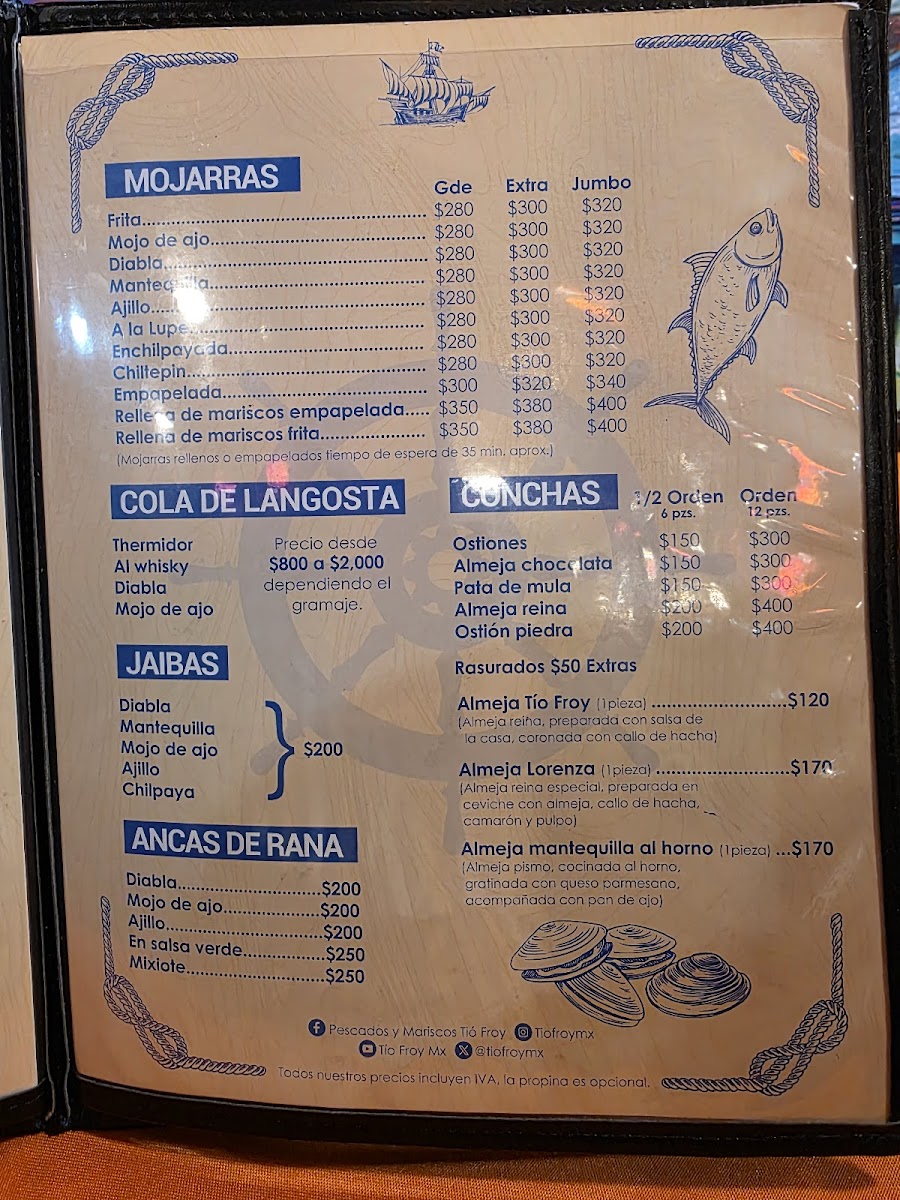 MOJARRAS
Gde Extra Jumbo
Frita.......... $280 $300 $320
Mojo de ajo.......... $280 $300 $320
Diabla.......... $280 $300 $320
Mantequilla.......... $280 $300 $320
Ajillo.......... $280 $300 $320
A la Lupe.......... $280 $300 $320
Enchilpayada.......... $280 $300 $320
Chiltepin.......... $280 $300 $320
Empapelada.......... $300 $320 $340
Rellena de mariscos empapelada..... $350 $380 $400
Rellena de mariscos frita.......... $350 $380 $400
(Mojarras rellenos o empapelados tiempo de espera de 35 min. aprox.)
COLA DE LANGOSTA
Thermidor
Al whisky
Diabla
Mojo de ajo
Precio desde
$800 a $2,000
dependiendo el
gramaje.
JAIBAS
Diabla
Mantequilla
Mojo de ajo
Ajillo
Chilpaya
$200
ANCAS DE RANA
Diabla..........$200
Mojo de ajo..........$200
Ajillo..........$200
En salsa verde..........$250
Mixiote..........$250
CONCHAS
1/2 Orden Orden
6 pzs. 12 pzs.
Ostiones $150 $300
Almeja chocolata $150 $300
Pata de mula $150 $300
Almeja reina $200 $400
Ostión piedra $200 $400
Rasurados $50 Extras
Almeja Tío Froy (1pieza) ..........$120
(Almeja reina, preparada con salsa de
la casa, coronada con callo de hacha)
Almeja Lorenza (1pieza) ..........$170
(Almeja reina especial, preparada en
ceviche con almeja, callo de hacha,
camarón y pulpo)
Almeja mantequilla al horno (1pieza) ...$170
(Almeja pismo, cocinada al horno,
gratinada con queso parmesano,
acompañada con pan de ajo)
Pescados y Mariscos Tió Froy Tiofroymx
Tío Froy Mx @tiofroymx
Todos nuestros precios incluyen IVA, la propina es opcional.